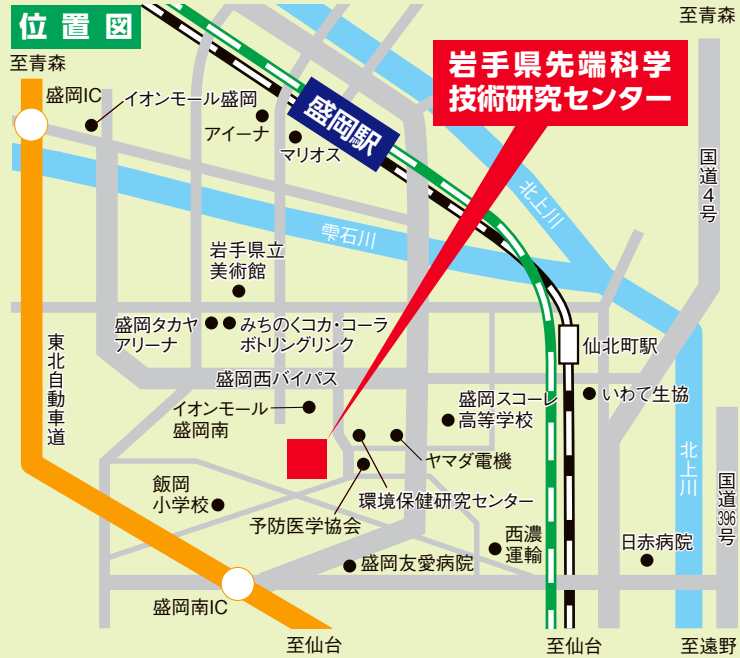 位置図
至青森
至青森
盛岡IC
イオンモール盛岡
アイーナ
マリオス
盛岡駅
岩手県先端科学
技術研究センター
国道4号
北上川
雫石川
岩手県立
美術館
盛岡タカヤ
アリーナ
みちのくコカ・コーラ
ボトリングリンク
仙北町駅
東北自動車道
盛岡西バイパス
イオンモール
盛岡南
盛岡スコーレ
高等学校
いわて生協
ヤマダ電機
北上川
国道396号
飯岡
小学校
環境保健研究センター
予防医学協会
西濃
運輸
日赤病院
盛岡友愛病院
盛岡南IC
至仙台
至仙台
至遠野